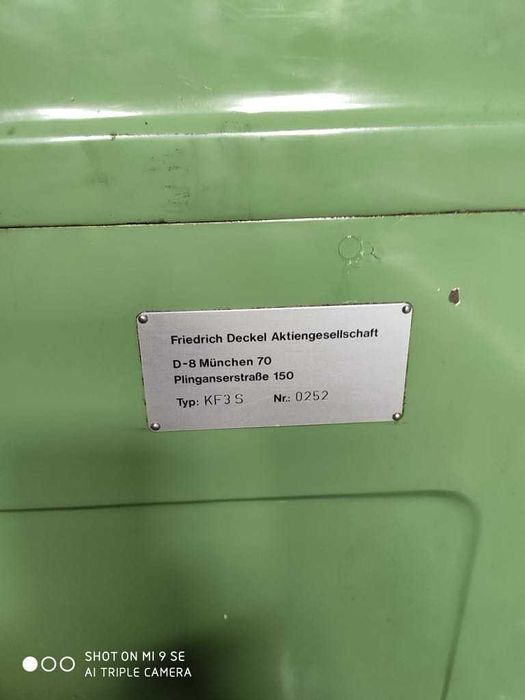 Friedrich Deckel Aktiengesellschaft
D-8 München 70
Plinganserstraße 150
Typ: KF3 S Nr.: 0252
SHOT ON MI 9 SE
AI TRIPLE CAMERA